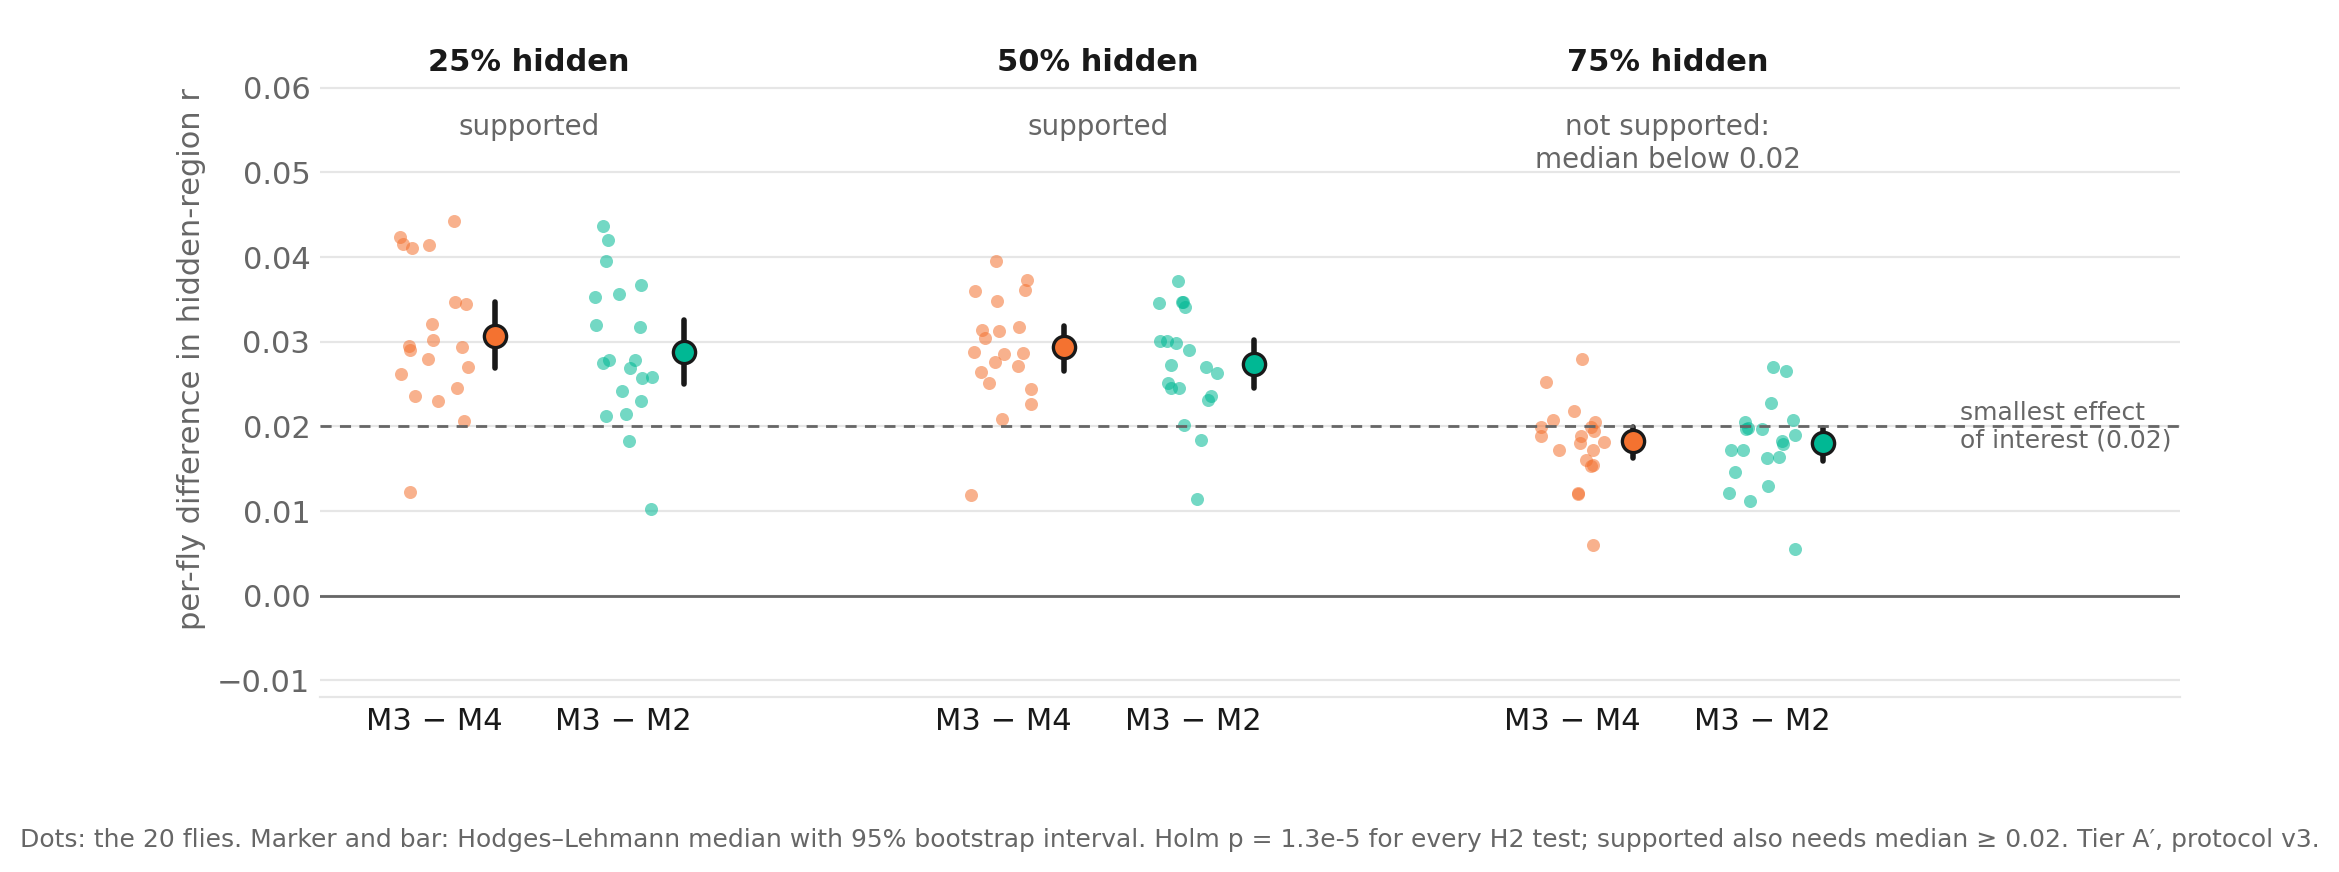 25% hidden
50% hidden
75% hidden
0.06
supported
supported
not supported:
median below 0.02
0.05
0.04
0.03
0.02
0.01
0.00
−0.01
per-fly difference in hidden-region r
smallest effect
of interest (0.02)
M3 − M4
M3 − M2
M3 − M4
M3 − M2
M3 − M4
M3 − M2
Dots: the 20 flies. Marker and bar: Hodges–Lehmann median with 95% bootstrap interval. Holm p = 1.3e-5 for every H2 test; supported also needs median ≥ 0.02. Tier A′, protocol v3.